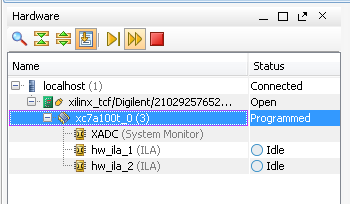 Hardware
Name Status
localhost (1) Connected
xilinx_tcf/Digilent/21029257652... Open
xc7a100t_0 (3) Programmed
XADC (System Monitor)
hw_ila_1 (ILA) Idle
hw_ila_2 (ILA) Idle